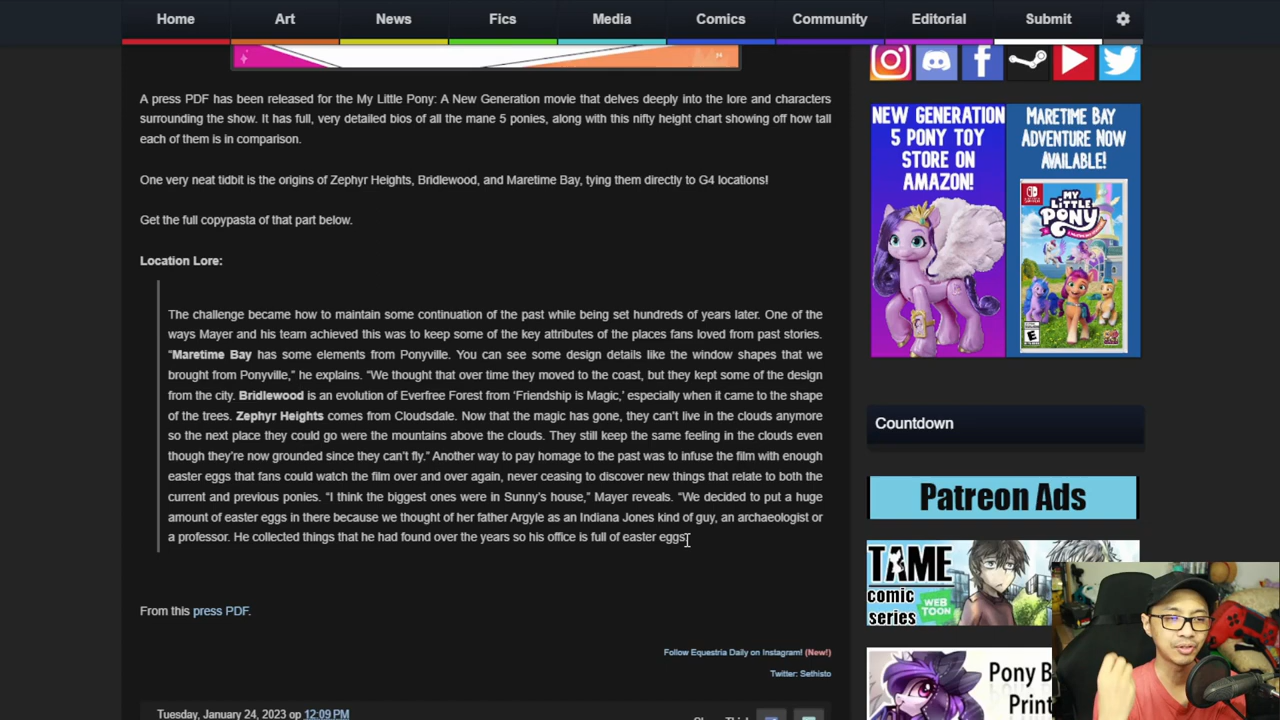 Home Art News Fics Media Comics Community Editorial Submit
A press PDF has been released for the My Little Pony: A New Generation movie that delves deeply into the lore and characters
surrounding the show. It has full, very detailed bios of all the mane 5 ponies, along with this nifty height chart showing off how tall
each of them is in comparison.
One very neat tidbit is the origins of Zephyr Heights, Bridlewood, and Maretime Bay, tying them directly to G4 locations!
Get the full copypasta of that part below.
Location Lore:
The challenge became how to maintain some continuation of the past while being set hundreds of years later. One of the
ways Mayer and his team achieved this was to keep some of the key attributes of the places fans loved from past stories.
“Maretime Bay has some elements from Ponyville. You can see some design details like the window shapes that we
brought from Ponyville,” he explains. “We thought that over time they moved to the coast, but they kept some of the design
from the city. Bridlewood is an evolution of Everfree Forest from ‘Friendship is Magic,’ especially when it came to the shape
of the trees. Zephyr Heights comes from Cloudsdale. Now that the magic has gone, they can’t live in the clouds anymore
so the next place they could go were the mountains above the clouds. They still keep the same feeling in the clouds even
though they’re now grounded since they can’t fly.” Another way to pay homage to the past was to infuse the film with enough
easter eggs that fans could watch the film over and over again, never ceasing to discover new things that relate to both the
current and previous ponies. “I think the biggest ones were in Sunny’s house,” Mayer reveals. “We decided to put a huge
amount of easter eggs in there because we thought of her father Argyle as an Indiana Jones kind of guy, an archaeologist or
a professor. He collected things that he had found over the years so his office is full of easter eggs.
From this press PDF.
Follow Equestria Daily on Instagram! (New!)
Twitter: Sethisto
Tuesday, January 24, 2023 op 12:09 PM
NEW GENERATION
5 PONY TOY
STORE ON
AMAZON!
MARETIME BAY
ADVENTURE NOW
AVAILABLE!
MY
LITTLE
PONY
E
Countdown
Patreon Ads
TAME
comic
series
WEB
TOON
Pony B
Print